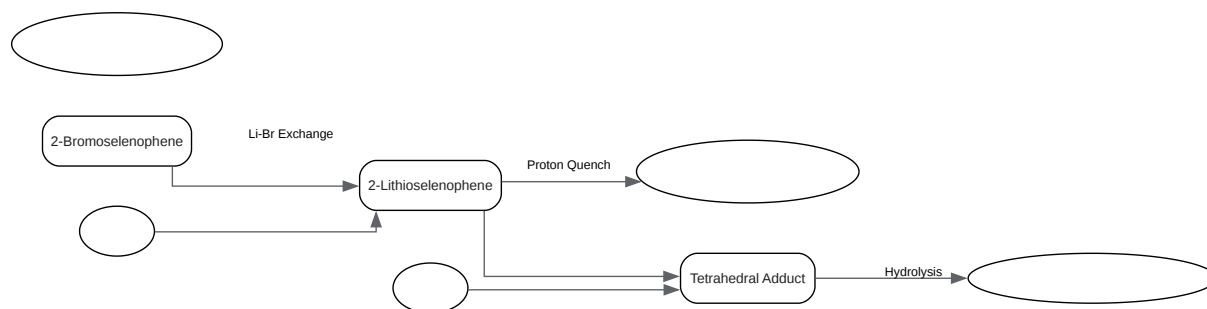 2-Bromoselenophene
Li-Br Exchange
2-Lithioselenophene
Proton Quench
Tetrahedral Adduct
Hydrolysis